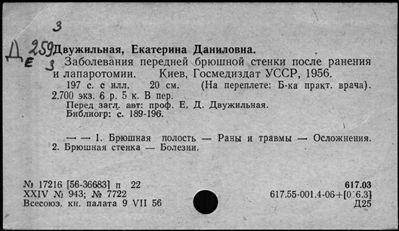 3
Д 259
е 3
Двужильная, Екатерина Даниловна.
Заболевания передней брюшной стенки после ранения
и лапаротомии. Киев, Госмедиздат УССР, 1956.
197 с. с илл. 20 см. (На переплете: Б-ка практ. врача).
2.700 экз. 6 р. 5 к. В пер.
Перед загл. авт: проф. Е. Д. Двужильная.
Библиогр: с. 189-196.
— — 1. Брюшная полость — Раны и травмы — Осложнения.
2. Брюшная стенка — Болезни.
№ 17216 [56-36683] п 22 617.03
XXIV № 943; № 7722 617.55-001.4-06+[0:6.3]
Всесоюз. кн. палата 9 VII 56 Д25